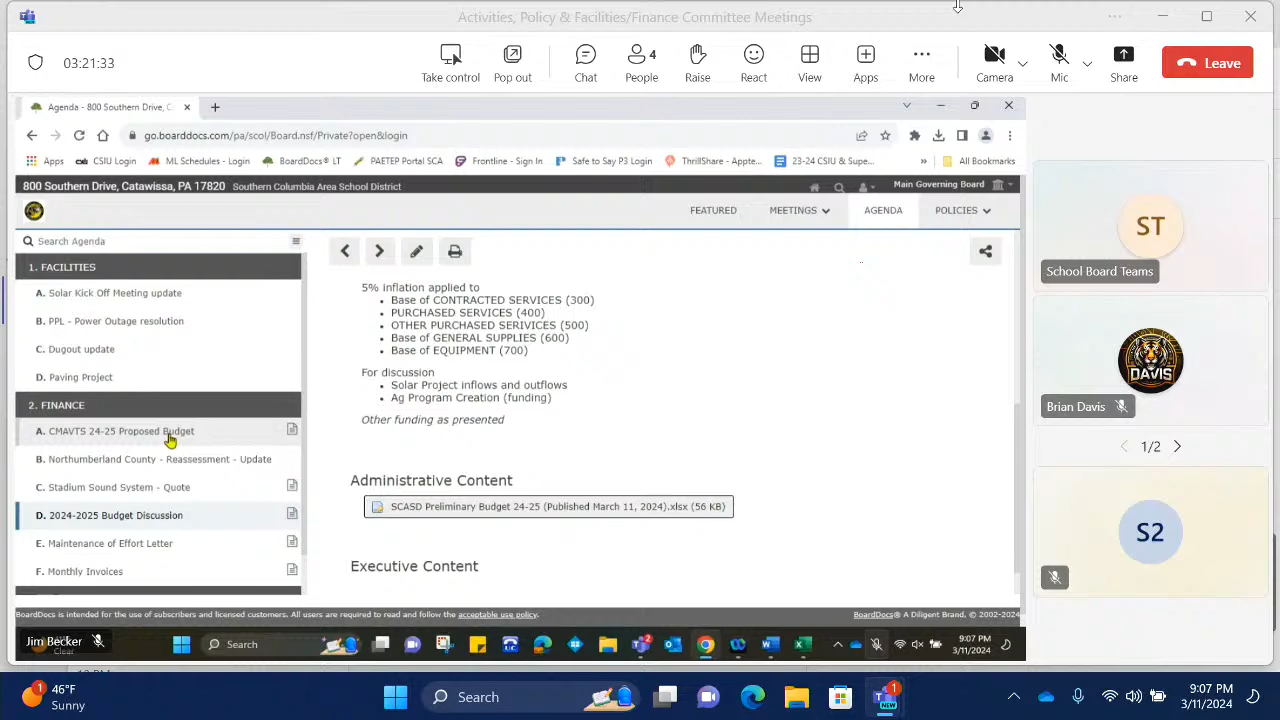 Activities, Policy & Facilities/Finance Committee Meetings
03:21:33
Take control
Pop out
Chat
4
People
Raise
React
View
Apps
More
Camera
Mic
Share
Leave
Agenda - 800 Southern Drive, C
go.boarddocs.com/pa/scol/Board.nsf/Private?open&login
Apps
CSIU Login
ML Schedules - Login
BoardDocs® LT
PAETEP Portal SCA
Frontline - Sign In
Safe to Say P3 Login
ThrillShare - Appte...
23-24 CSIU & Supe...
»
All Bookmarks
800 Southern Drive, Catawissa, PA 17820 Southern Columbia Area School District
Main Governing Board
FEATURED
MEETINGS
AGENDA
POLICIES
Search Agenda
1. FACILITIES
A. Solar Kick Off Meeting update
B. PPL - Power Outage resolution
C. Dugout update
D. Paving Project
2. FINANCE
A. CMAVTS 24-25 Proposed Budget
B. Northumberland County - Reassessment - Update
C. Stadium Sound System - Quote
D. 2024-2025 Budget Discussion
E. Maintenance of Effort Letter
F. Monthly Invoices
5% inflation applied to
• Base of CONTRACTED SERVICES (300)
• PURCHASED SERVICES (400)
• OTHER PURCHASED SERIVICES (500)
• Base of GENERAL SUPPLIES (600)
• Base of EQUIPMENT (700)
For discussion
• Solar Project inflows and outflows
• Ag Program Creation (funding)
Other funding as presented
Administrative Content
SCASD Preliminary Budget 24-25 (Published March 11, 2024).xlsx (56 KB)
Executive Content
BoardDocs is intended for the use of subscribers and licensed customers. All users are required to read and follow the acceptable use policy.
BoardDocs® A Diligent Brand, © 2002-2024
Jim Becker
Clear
Search
9:07 PM
3/11/2024
ST
School Board Teams
DAVIS
Brian Davis
1/2
S2
1
46°F
Sunny
Search
1
NEW
9:07 PM
3/11/2024